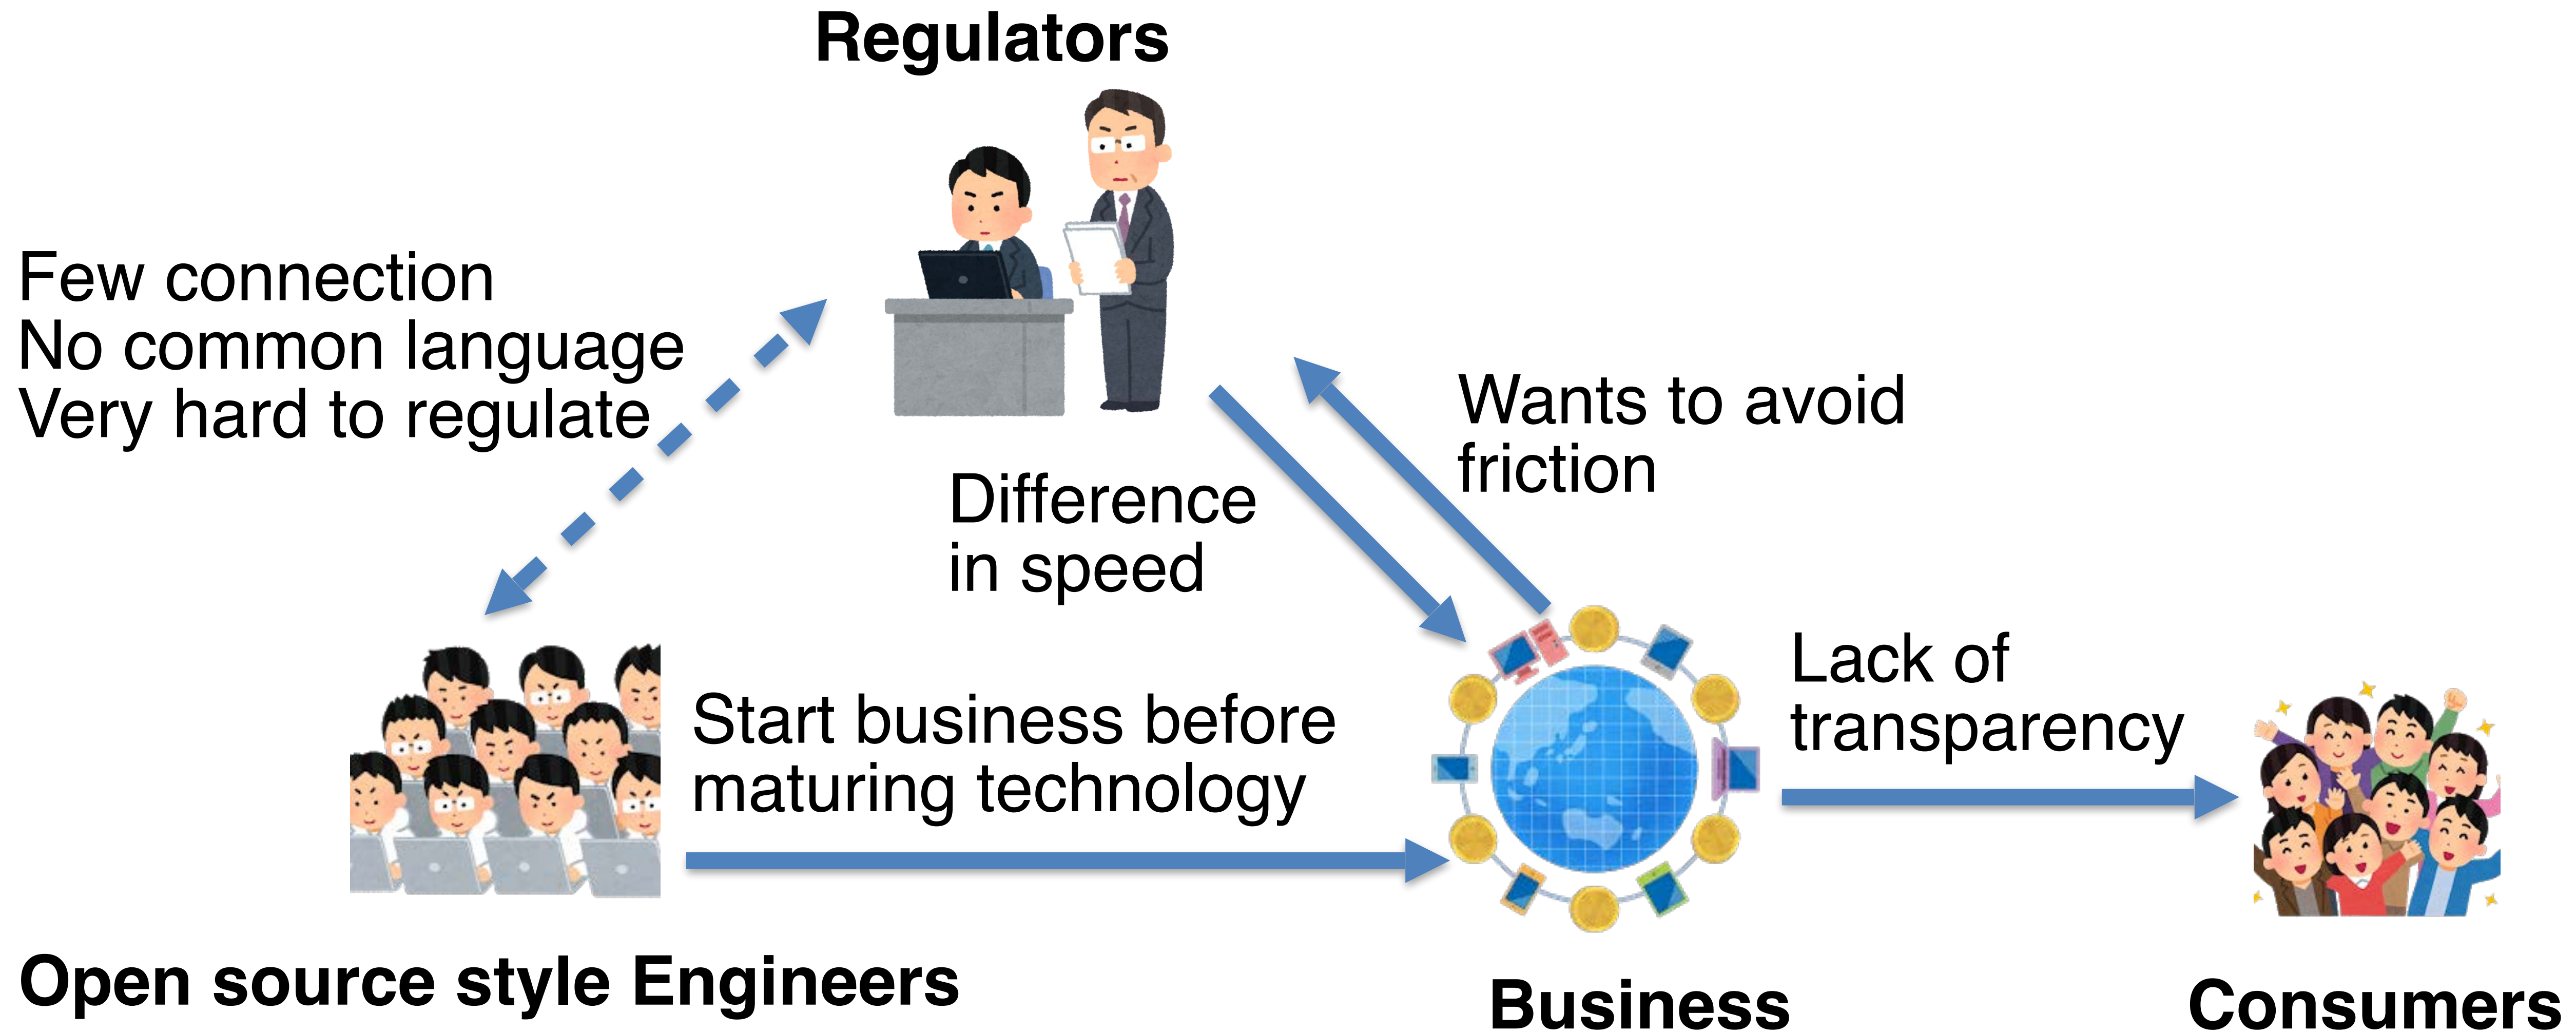 Regulators
Few connection
No common language
Very hard to regulate
Wants to avoid
friction
Difference
in speed
Start business before
maturing technology
Lack of
transparency
Open source style Engineers
Business
Consumers